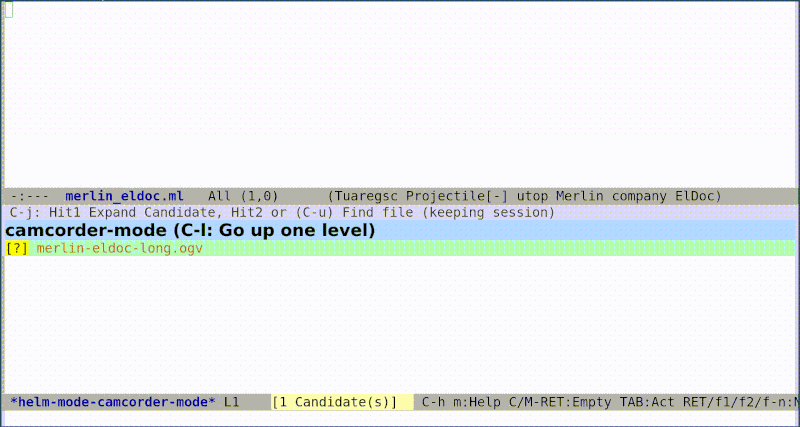 -:--- merlin_eldoc.ml All (1,0) (Tuaregsc Projectile[-] utop Merlin company ElDoc)
C-j: Hit1 Expand Candidate, Hit2 or (C-u) Find file (keeping session)
camcorder-mode (C-l: Go up one level)
[?] merlin-eldoc-long.ogv
*helm-mode-camcorder-mode* L1 [1 Candidate(s)] C-h m:Help C/M-RET:Empty TAB:Act RET/f1/f2/f-n:N